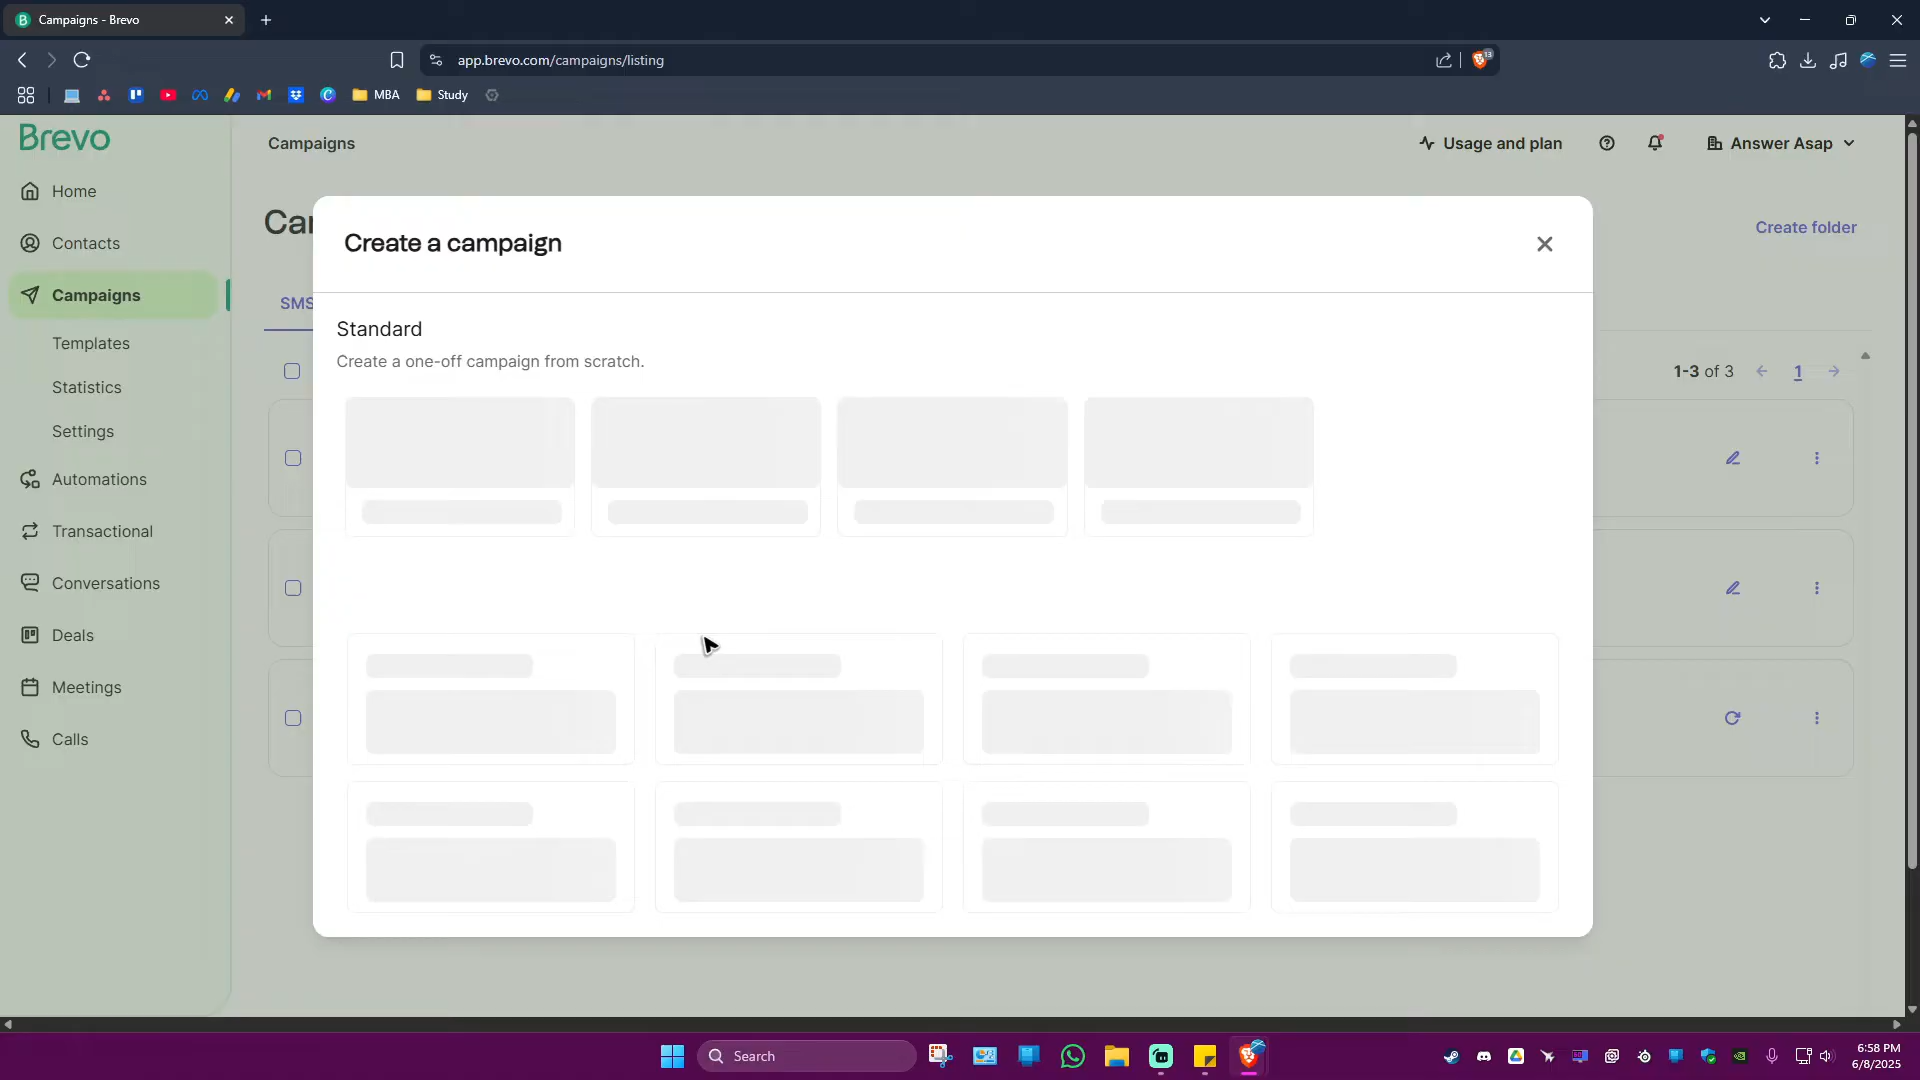 Campaigns - Brevo
app.brevo.com/campaigns/listing
13
MBA
Study
Brevo
Campaigns
Usage and plan
Answer Asap
Home
Contacts
Campaigns
Templates
Statistics
Settings
Automations
Transactional
Conversations
Deals
Meetings
Calls
Create folder
SMS
1-3 of 3
1
Create a campaign
Standard
Create a one-off campaign from scratch.
Search
6:58 PM
6/8/2025